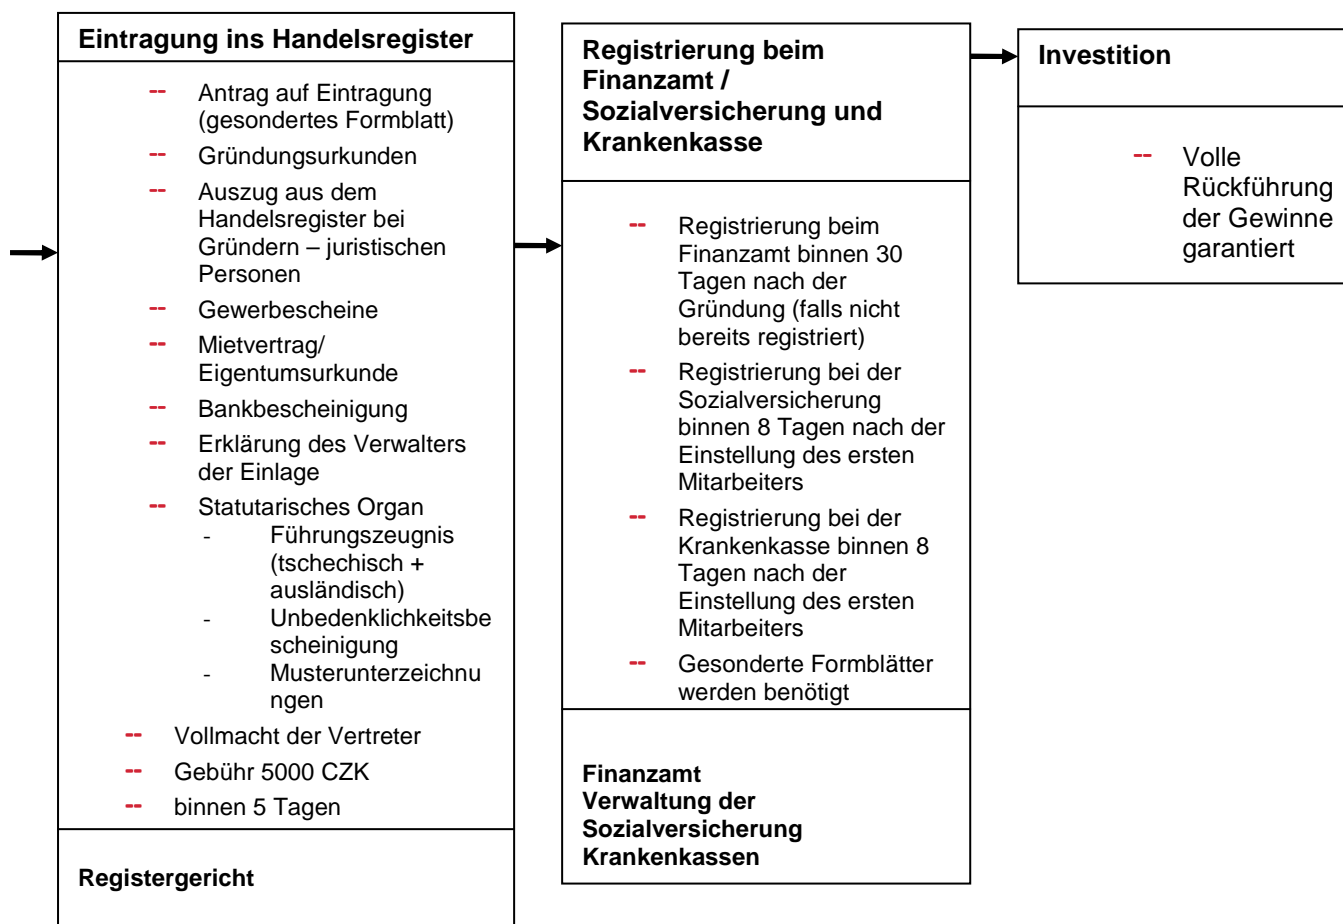 Eintragung ins Handelsregister
-- Antrag auf Eintragung
(gesondertes Formblatt)
-- Gründungsurkunden
-- Auszug aus dem
Handelsregister bei
Gründern – juristischen
Personen
-- Gewerbescheine
-- Mietvertrag/
Eigentumsurkunde
-- Bankbescheinigung
-- Erklärung des Verwalters
der Einlage
-- Statutarisches Organ
- Führungszeugnis
(tschechisch +
ausländisch)
- Unbedenklichkeitsbe
scheinigung
- Musterunterzeichnu
ngen
-- Vollmacht der Vertreter
-- Gebühr 5000 CZK
-- binnen 5 Tagen
Registergericht
Registrierung beim
Finanzamt /
Sozialversicherung und
Krankenkasse
-- Registrierung beim
Finanzamt binnen 30
Tagen nach der
Gründung (falls nicht
bereits registriert)
-- Registrierung bei der
Sozialversicherung
binnen 8 Tagen nach der
Einstellung des ersten
Mitarbeiters
-- Registrierung bei der
Krankenkasse binnen 8
Tagen nach der
Einstellung des ersten
Mitarbeiters
-- Gesonderte Formblätter
werden benötigt
Finanzamt
Verwaltung der
Sozialversicherung
Krankenkassen
Investition
-- Volle
Rückführung
der Gewinne
garantiert